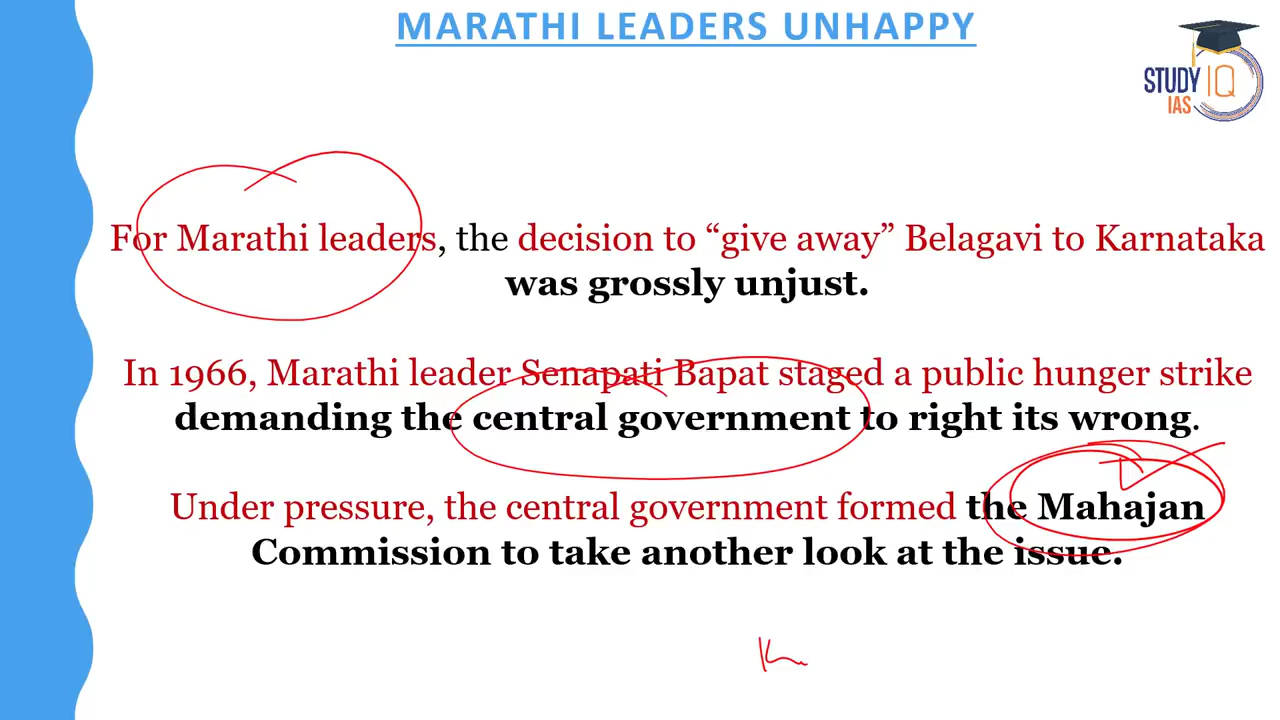 MARATHI LEADERS UNHAPPY
STUDY IQ
IAS
For Marathi leaders, the decision to “give away” Belagavi to Karnataka
was grossly unjust.
In 1966, Marathi leader Senapati Bapat staged a public hunger strike
demanding the central government to right its wrong.
Under pressure, the central government formed the Mahajan
Commission to take another look at the issue.